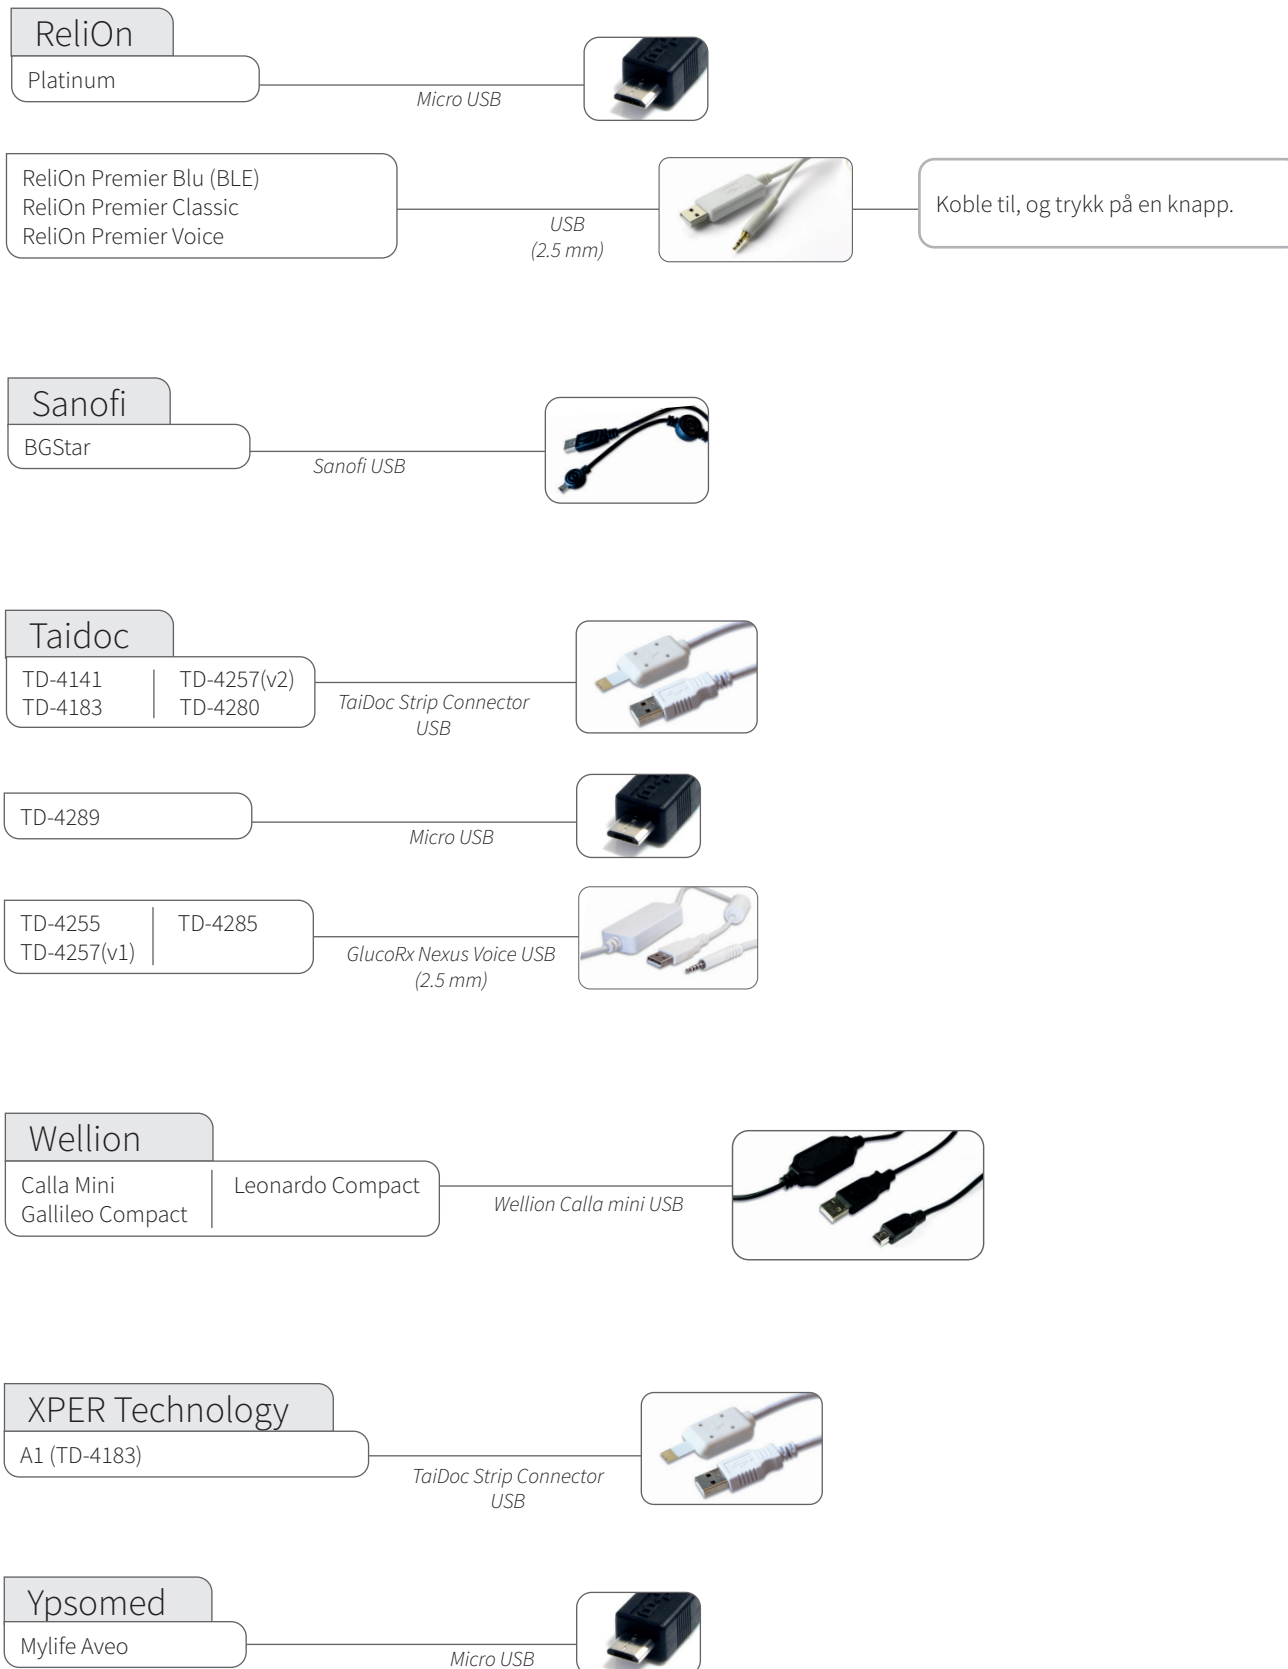 ReliOn
Platinum
Micro USB
ReliOn Premier Blu (BLE)
ReliOn Premier Classic
ReliOn Premier Voice
USB
(2.5 mm)
Koble til, og trykk på en knapp.
Sanofi
BGStar
Sanofi USB
Taidoc
TD-4141
TD-4183
TD-4257(v2)
TD-4280
TaiDoc Strip Connector
USB
TD-4289
Micro USB
TD-4255
TD-4257(v1)
TD-4285
GlucoRx Nexus Voice USB
(2.5 mm)
Wellion
Calla Mini
Gallileo Compact
Leonardo Compact
Wellion Calla mini USB
XPER Technology
A1 (TD-4183)
TaiDoc Strip Connector
USB
Ypsomed
Mylife Aveo
Micro USB